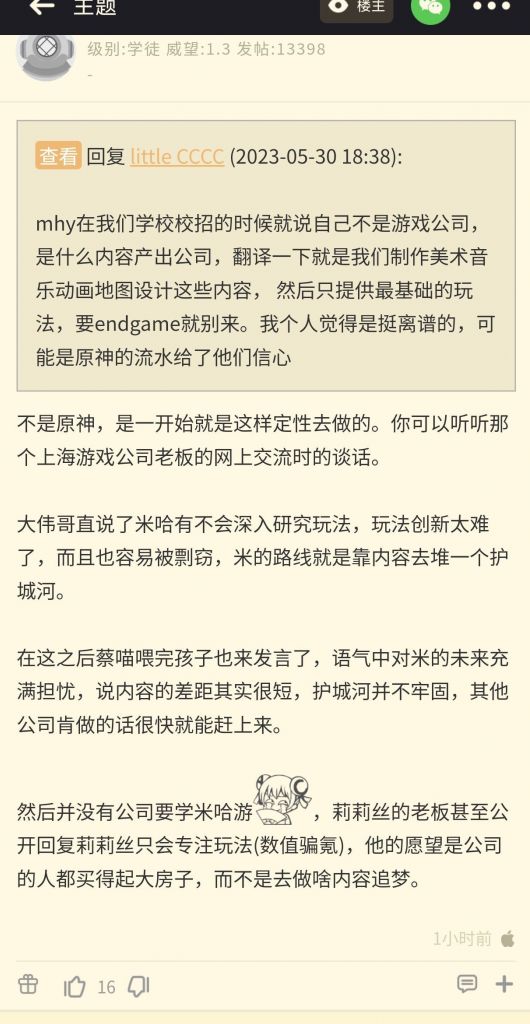 主题
楼主
级别:学徒 威望:1.3 发帖:13398
-
查看 回复 little CCCC (2023-05-30 18:38):
mhy在我们学校校招的时候就说自己不是游戏公司，
是什么内容产出公司，翻译一下就是我们制作美术音
乐动画地图设计这些内容， 然后只提供最基础的玩
法，要endgame就别来。我个人觉得是挺离谱的，可
能是原神的流水给了他们信心
不是原神，是一开始就是这样定性去做的。你可以听听那
个上海游戏公司老板的网上交流时的谈话。
大伟哥直说了米哈有不会深入研究玩法，玩法创新太难
了，而且也容易被剽窃，米的路线就是靠内容去堆一个护
城河。
在这之后蔡喵喂完孩子也来发言了，语气中对米的未来充
满担忧，说内容的差距其实很短，护城河并不牢固，其他
公司肯做的话很快就能赶上来。
然后并没有公司要学米哈游，莉莉丝的老板甚至公
开回复莉莉丝只会专注玩法(数值骗氪)，他的愿望是公司
的人都买得起大房子，而不是去做啥内容追梦。
1小时前
16